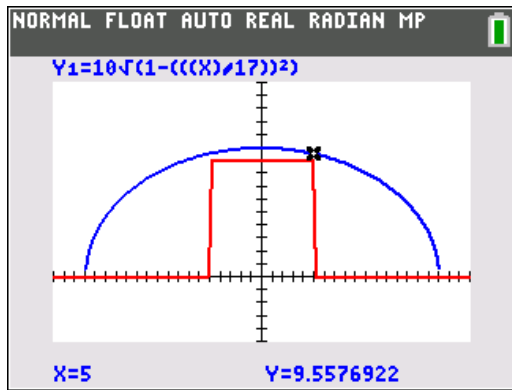 NORMAL FLOAT AUTO REAL RADIAN MP
Y1=10√(1-(((X)/17))²)
X=5 Y=9.5576922